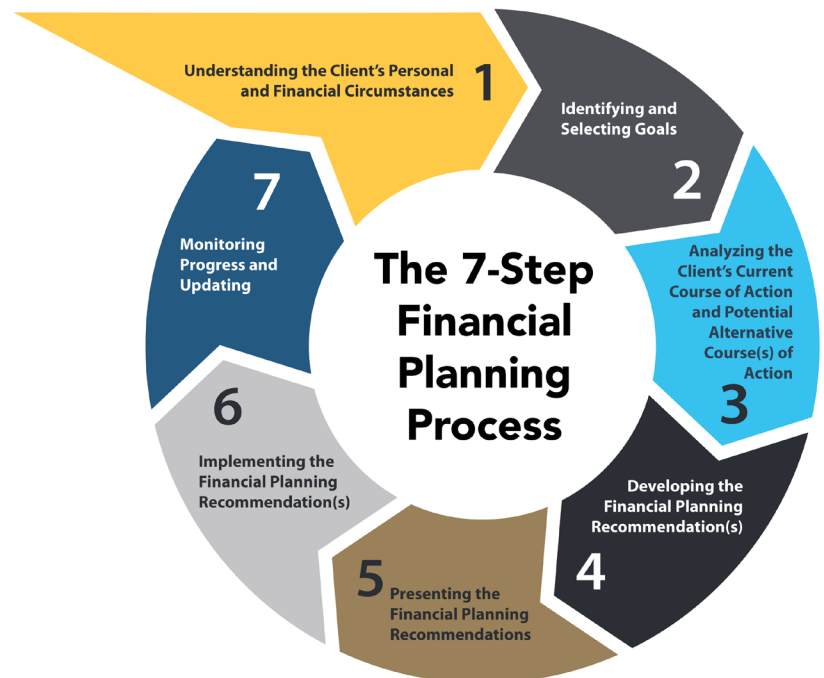 Understanding the Client's Personal
and Financial Circumstances
1
Identifying and
Selecting Goals
2
Analyzing the
Client's Current
Course of Action
and Potential
Alternative
Course(s) of
Action
3
Developing the
Financial Planning
Recommendation(s)
4
5
Presenting the
Financial Planning
Recommendations
6
Implementing the
Financial Planning
Recommendation(s)
7
Monitoring
Progress and
Updating
The 7-Step
Financial
Planning
Process